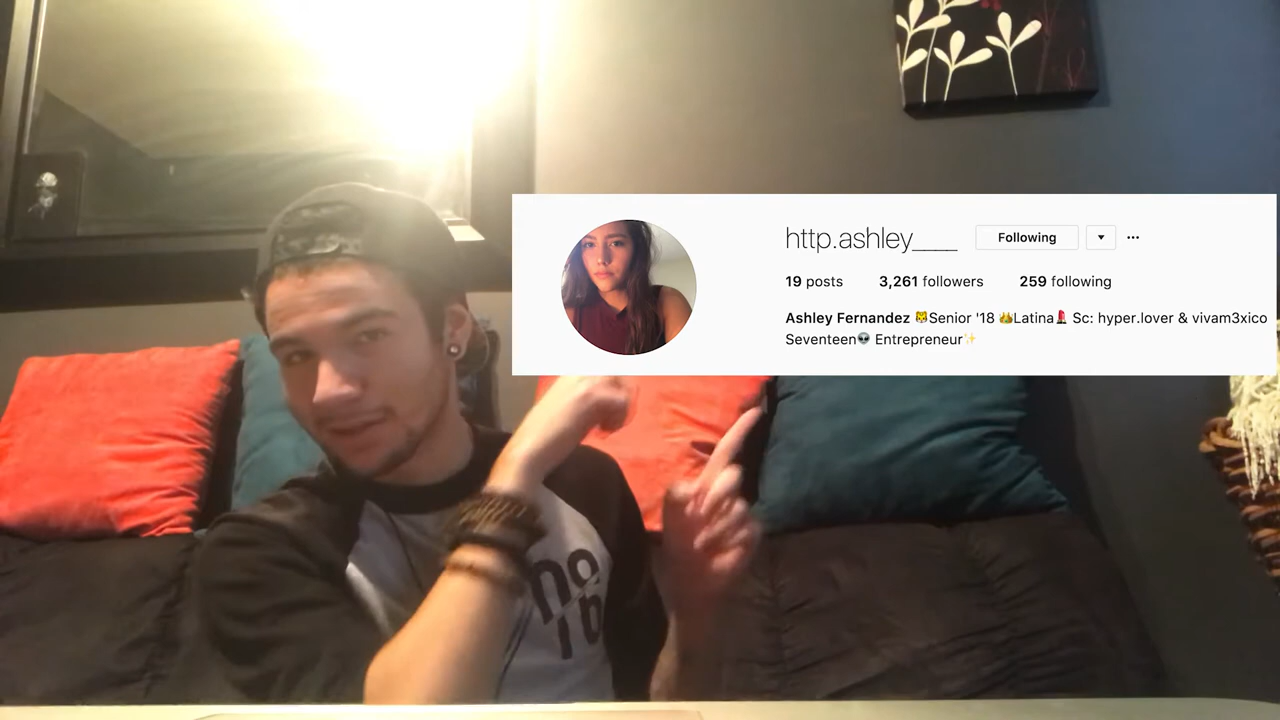 http.ashley____ Following
19 posts 3,261 followers 259 following
Ashley Fernandez 🐯Senior '18 👑Latina💄 Sc: hyper.lover & vivam3xico
Seventeen👽 Entrepreneur✨
no